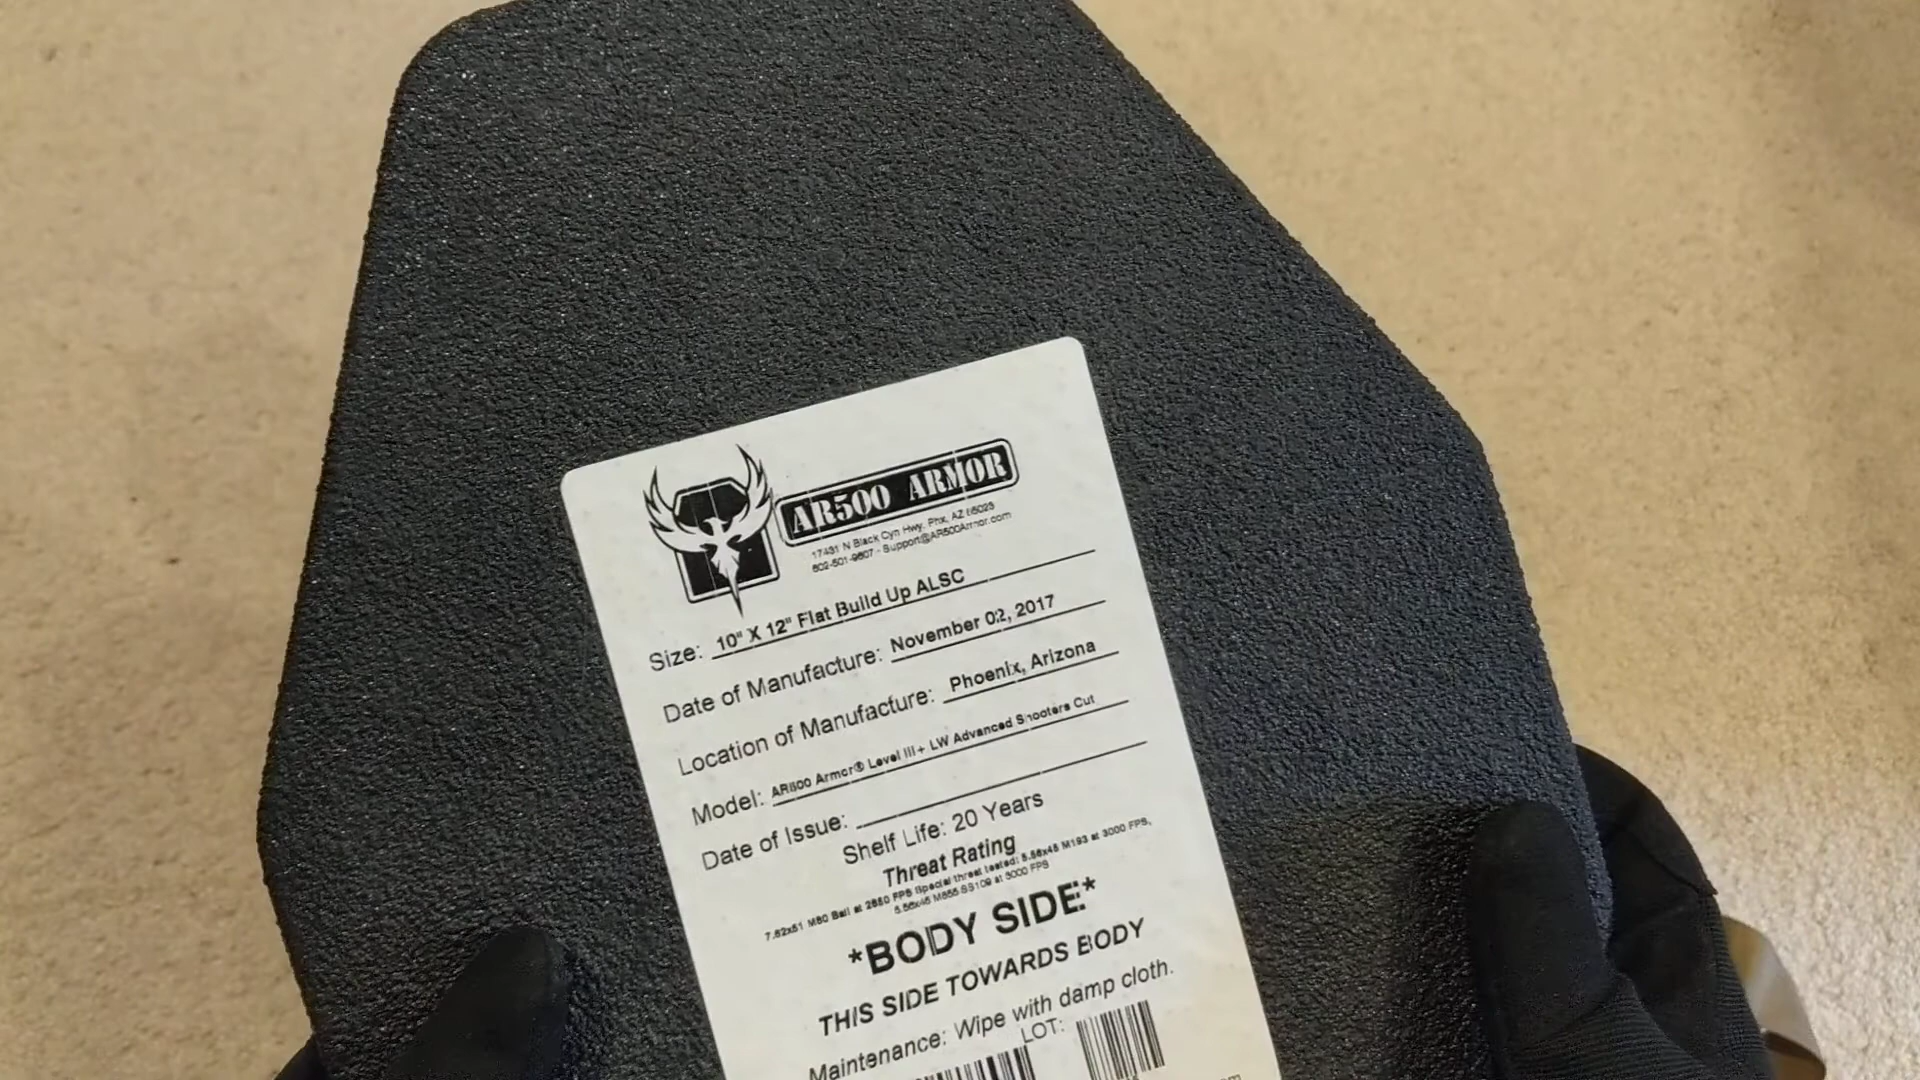 AR500 ARMOR
17431 N Black Cyn Hwy, Phx, AZ 85023
602-501-9607 - Support@AR500Armor.com
Size: 10" X 12" Flat Build Up ALSC
Date of Manufacture: November 02, 2017
Location of Manufacture: Phoenix, Arizona
Model: AR500 Armor® Level III+ LW Advanced Shooters Cut
Date of Issue:
Shelf Life: 20 Years
Threat Rating
7.62x51 M80 Ball at 2850 FPS Special threat tested: 5.56x45 M193 at 3000 FPS,
5.56x45 M855 SS109 at 3000 FPS
*BODY SIDE*
THIS SIDE TOWARDS BODY
Maintenance: Wipe with damp cloth.
LOT: